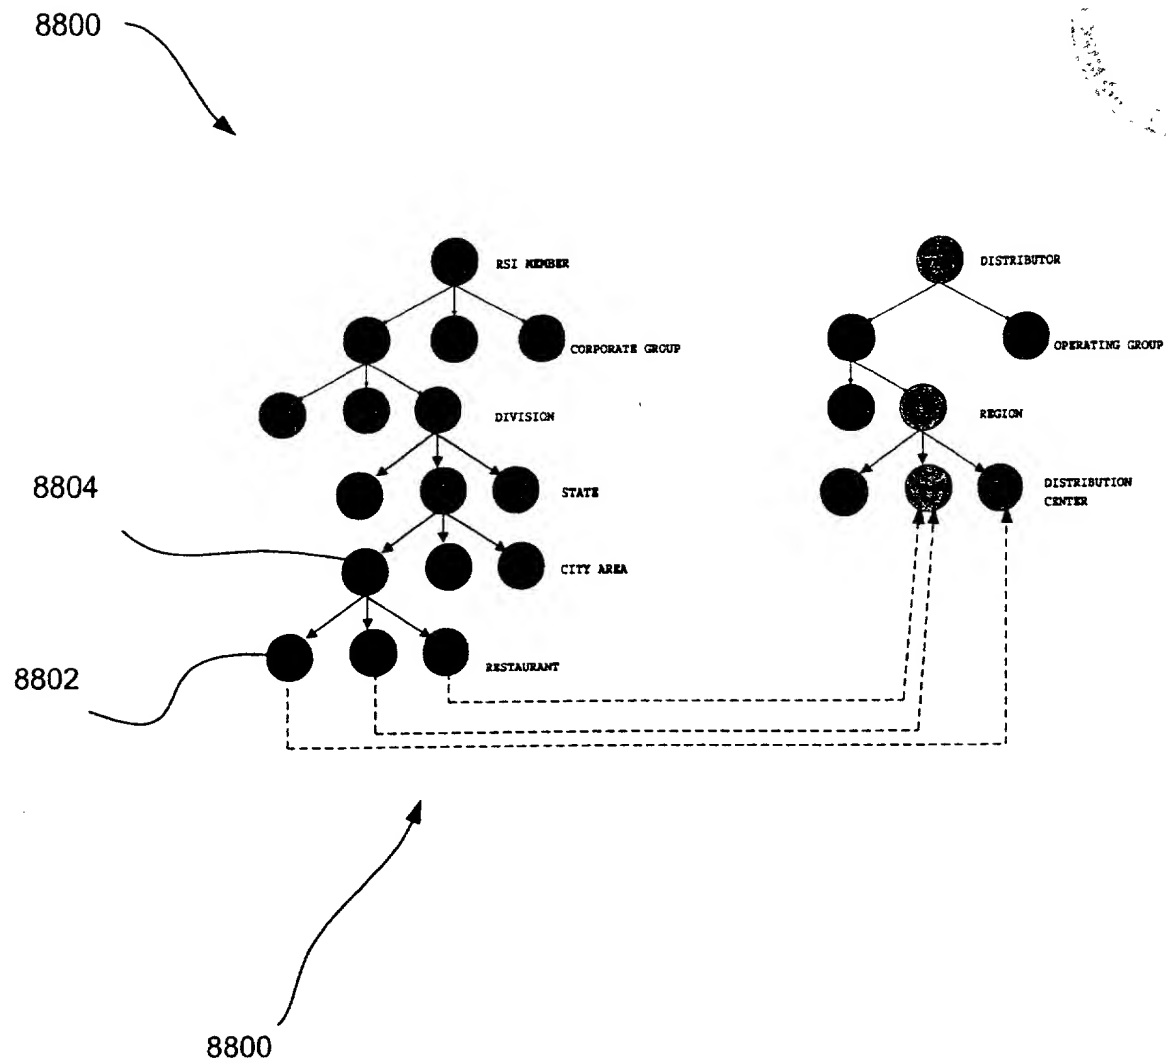 8800
RSI MEMBER
DISTRIBUTOR
CORPORATE GROUP
OPERATING GROUP
DIVISION
REGION
8804
STATE
DISTRIBUTION
CENTER
CITY AREA
RESTAURANT
8802
8800